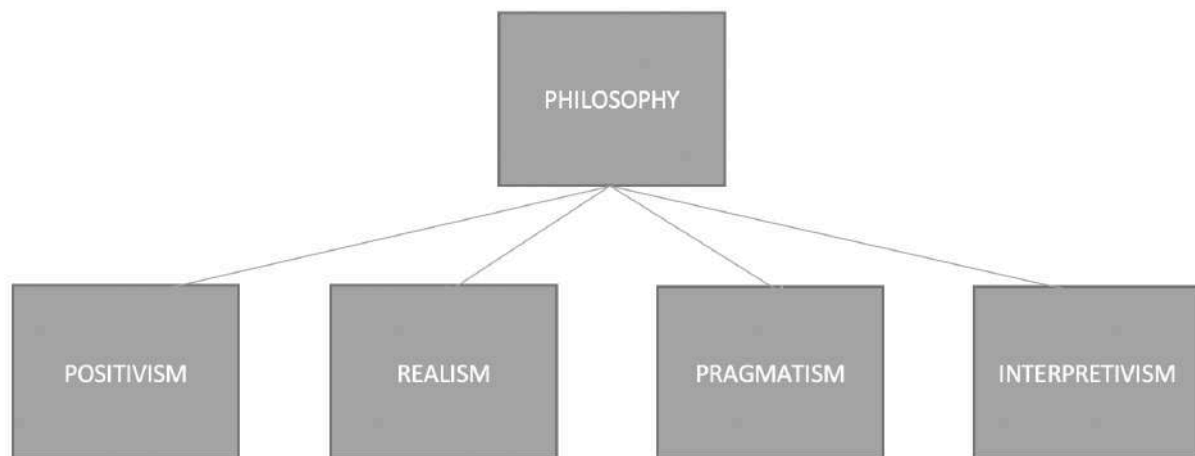 PHILOSOPHY
POSITIVISM
REALISM
PRAGMATISM
INTERPRETIVISM